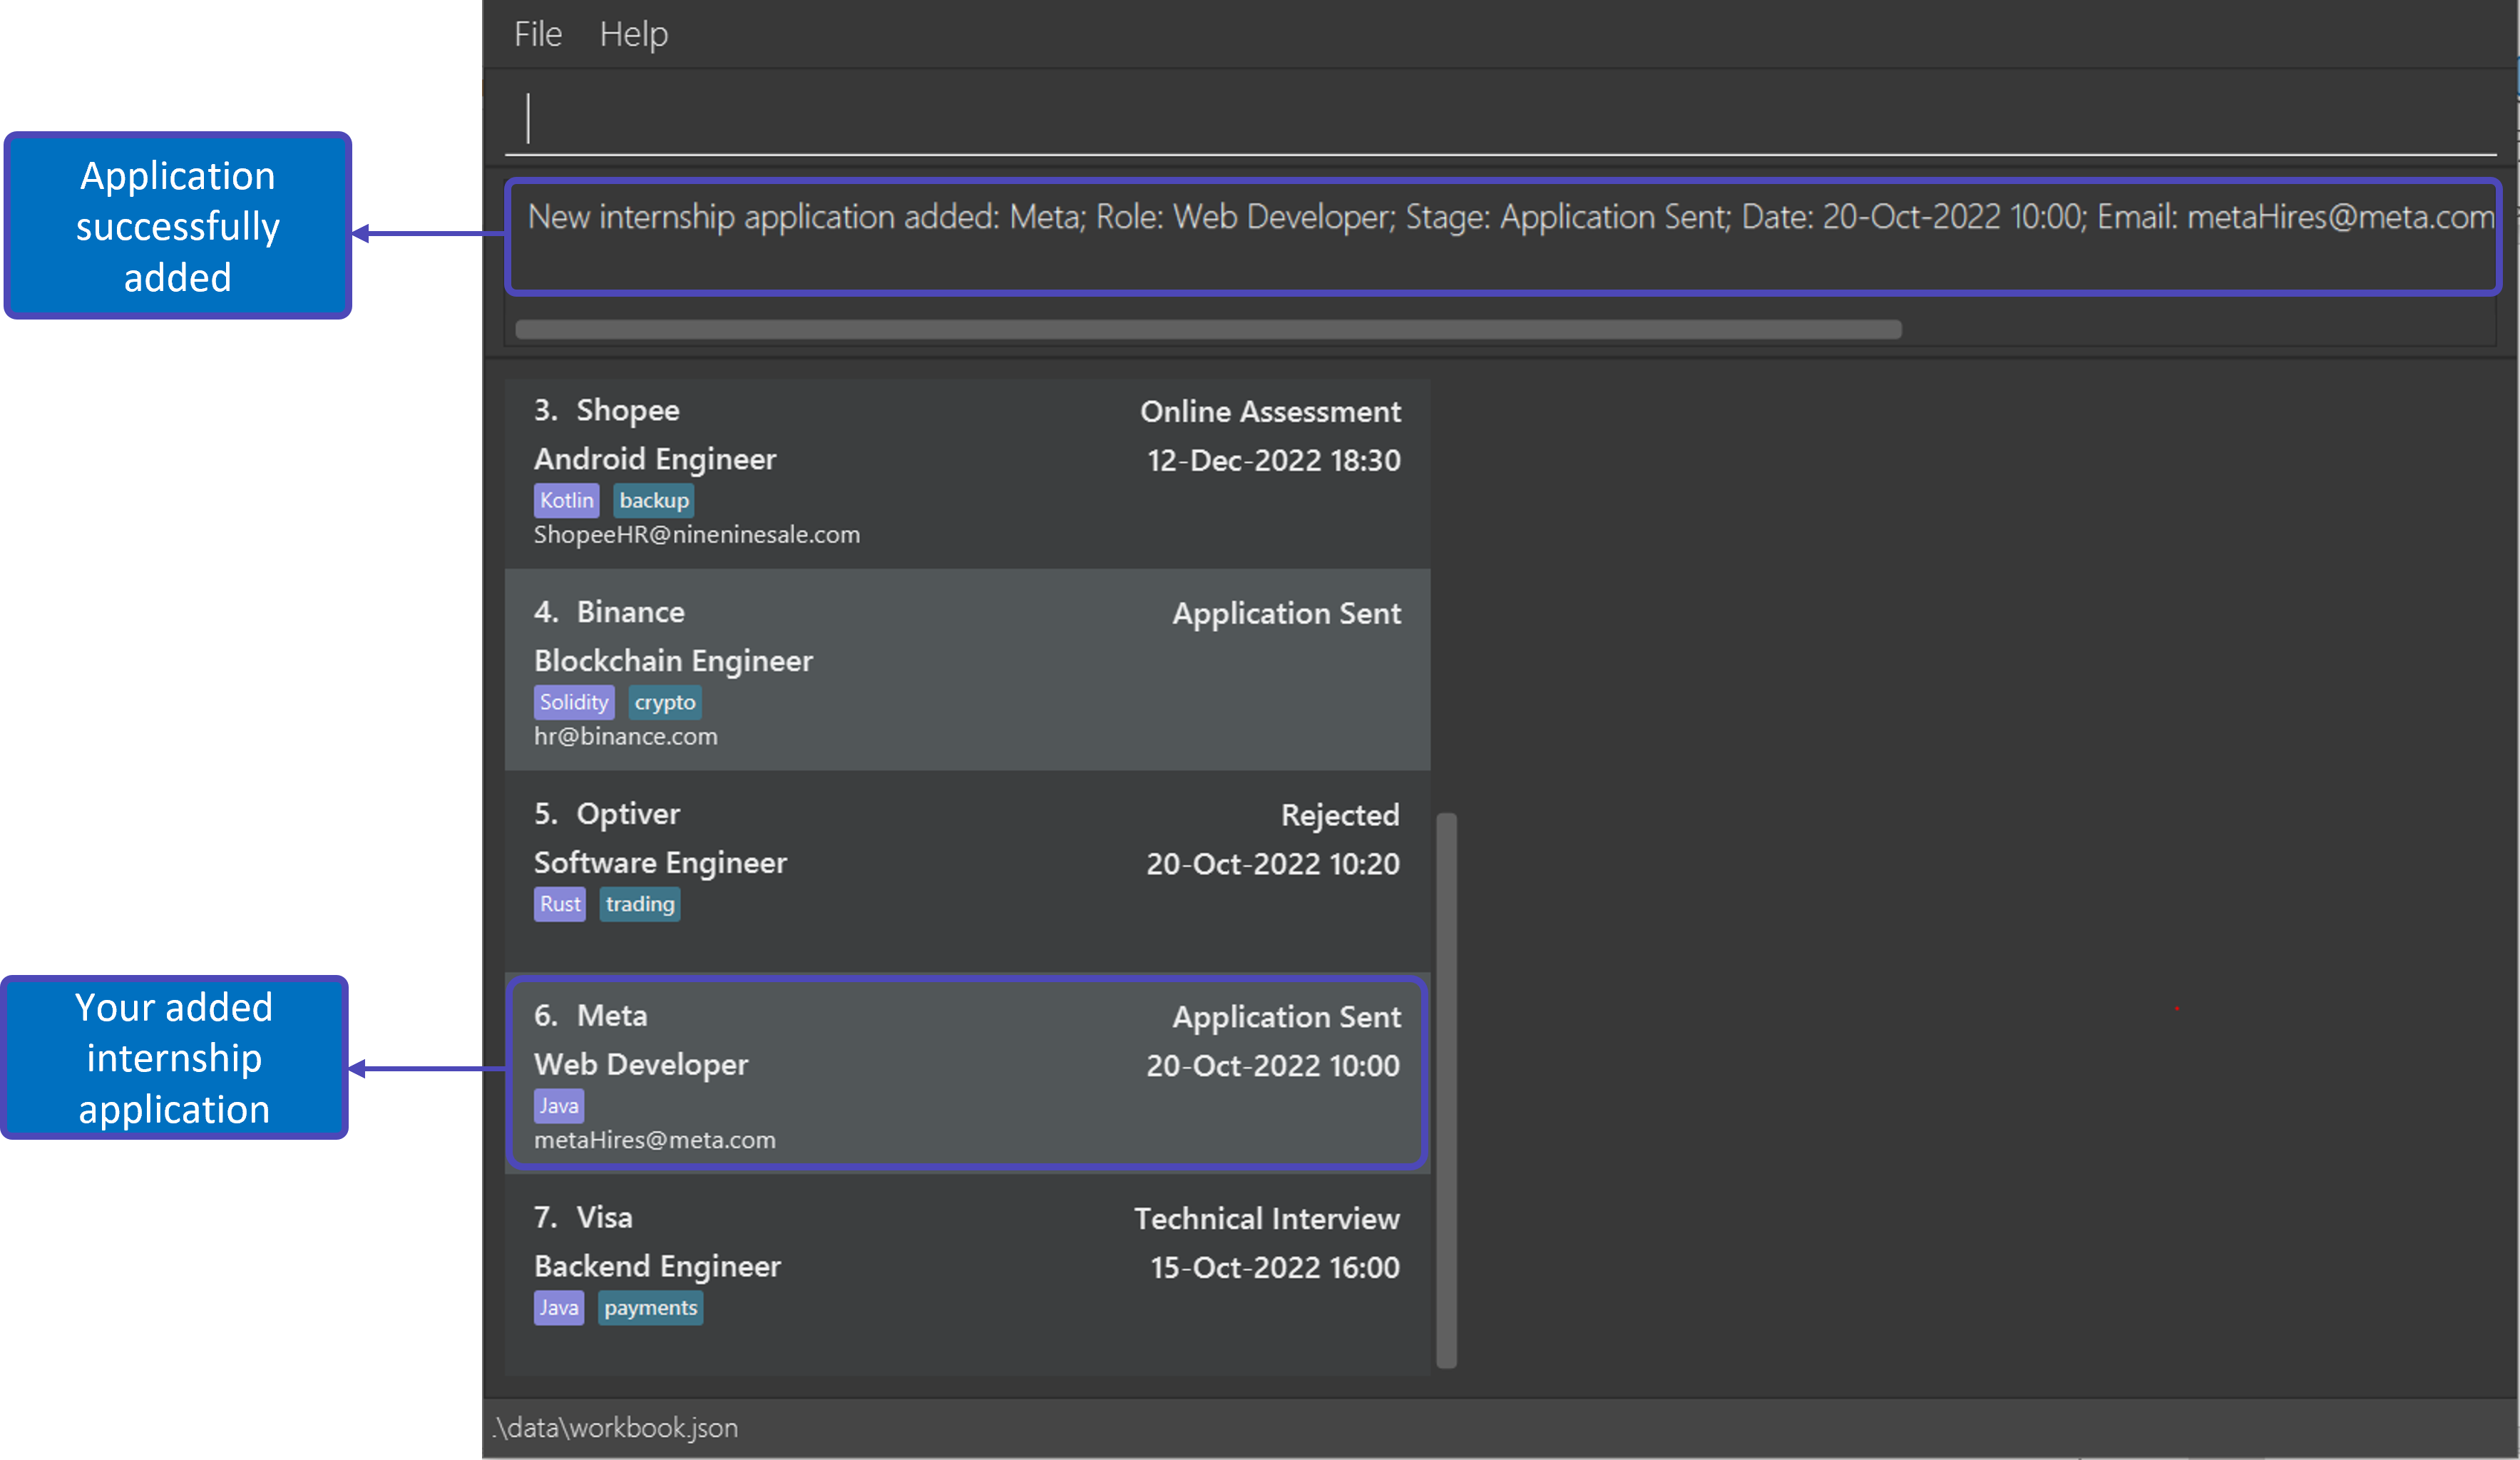 File Help
Application
successfully
added
New internship application added: Meta; Role: Web Developer; Stage: Application Sent; Date: 20-Oct-2022 10:00; Email: metaHires@meta.com
3. Shopee Online Assessment
Android Engineer 12-Dec-2022 18:30
Kotlin backup
ShopeeHR@nineninesale.com
4. Binance Application Sent
Blockchain Engineer
Solidity crypto
hr@binance.com
5. Optiver Rejected
Software Engineer 20-Oct-2022 10:20
Rust trading
Your added
internship
application
6. Meta Application Sent
Web Developer 20-Oct-2022 10:00
Java
metaHires@meta.com
7. Visa Technical Interview
Backend Engineer 15-Oct-2022 16:00
Java payments
.\data\workbook.json